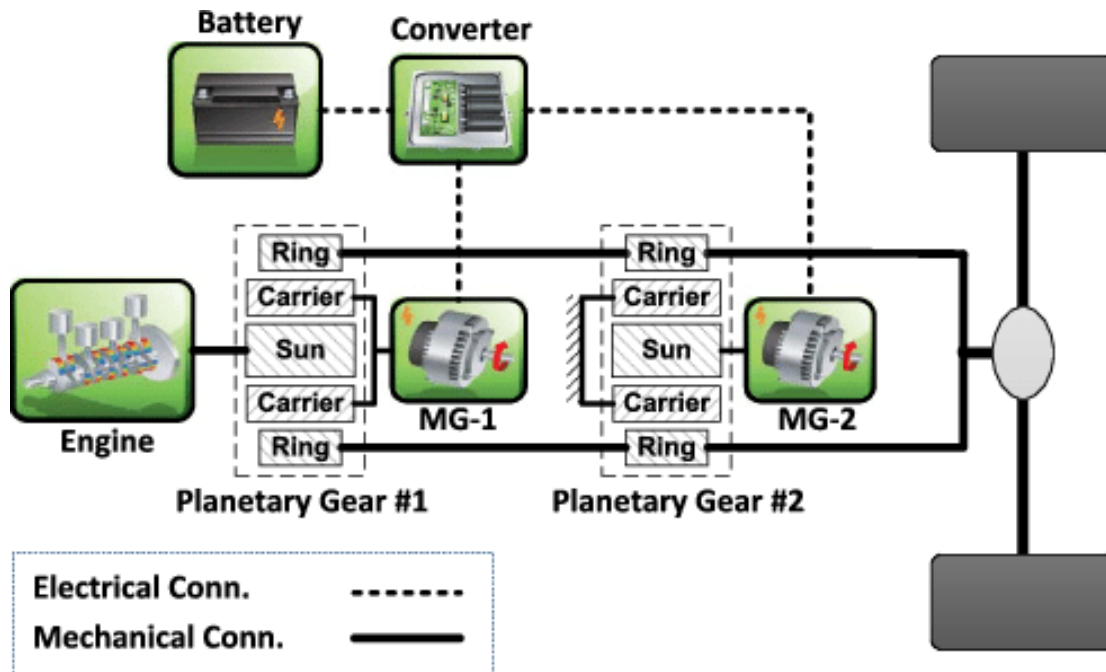 Battery
Converter
Ring
Ring
Carrier
Carrier
Sun
Sun
Carrier
Carrier
Engine
MG-1
MG-2
Ring
Ring
Planetary Gear #1
Planetary Gear #2
Electrical Conn.
Mechanical Conn.